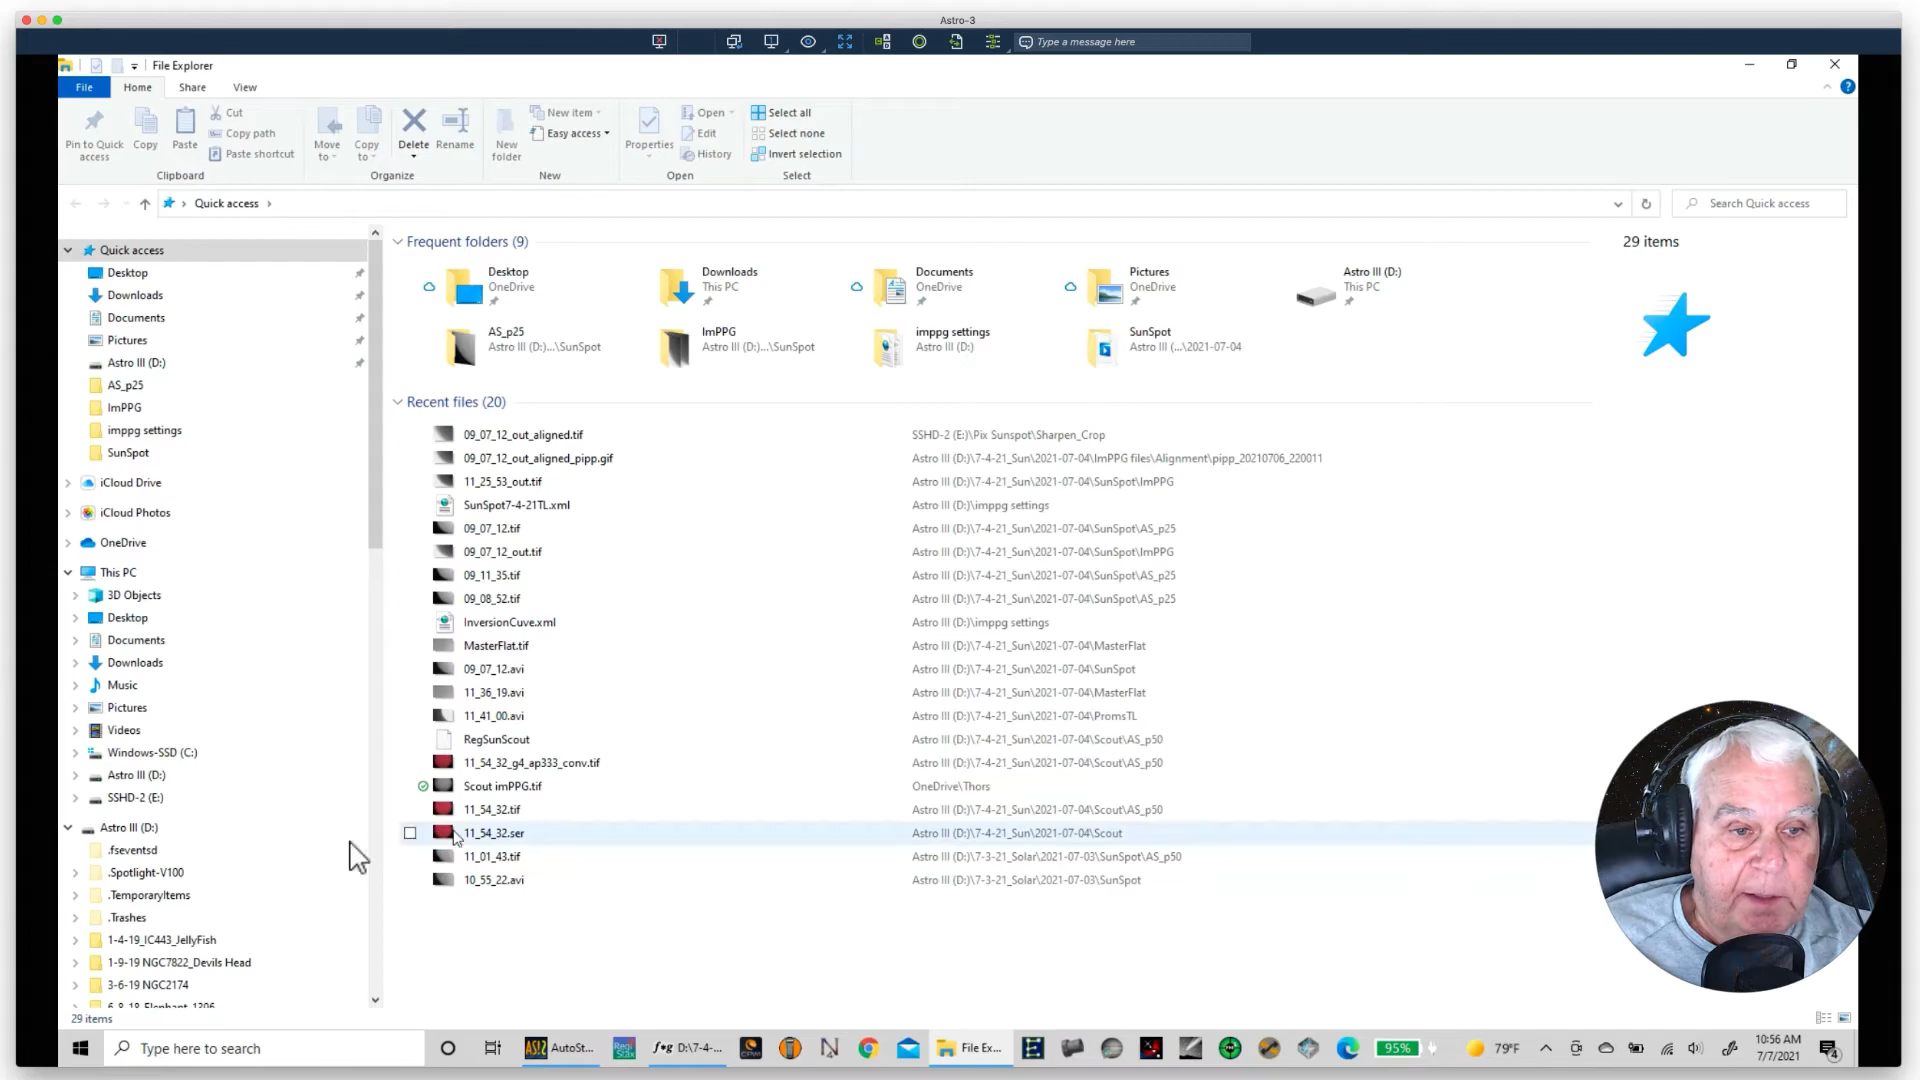 Astro-3
Type a message here
File Explorer
File
Home
Share
View
Pin to Quick access
Copy
Paste
Cut
Copy path
Paste shortcut
Clipboard
Move to
Copy to
Delete
Rename
Organize
New folder
New item
Easy access
New
Properties
Open
Edit
History
Open
Select all
Select none
Invert selection
Select
Quick access
Search Quick access
Quick access
Desktop
Downloads
Documents
Pictures
Astro III (D:)
AS_p25
ImPPG
imppg settings
SunSpot
iCloud Drive
iCloud Photos
OneDrive
This PC
3D Objects
Desktop
Documents
Downloads
Music
Pictures
Videos
Windows-SSD (C:)
Astro III (D:)
SSHD-2 (E:)
Astro III (D:)
.fseventsd
.Spotlight-V100
.TemporaryItems
.Trashes
1-4-19_IC443_JellyFish
1-9-19 NGC7822_Devils Head
3-6-19 NGC2174
6-8-18_Elephant_1396
29 items
Frequent folders (9)
Desktop
OneDrive
Downloads
This PC
Documents
OneDrive
Pictures
OneDrive
Astro III (D:)
This PC
AS_p25
Astro III (D:)...\SunSpot
ImPPG
Astro III (D:)...\SunSpot
imppg settings
Astro III (D:)
SunSpot
Astro III (...\2021-07-04
29 items
Recent files (20)
09_07_12_out_aligned.tif SSHD-2 (E:)\Pix Sunspot\Sharpen_Crop
09_07_12_out_aligned_pipp.gif Astro III (D:)\7-4-21_Sun\2021-07-04\ImPPG files\Alignment\pipp_20210706_220011
11_25_53_out.tif Astro III (D:)\7-4-21_Sun\2021-07-04\SunSpot\ImPPG
SunSpot7-4-21TL.xml Astro III (D:)\imppg settings
09_07_12.tif Astro III (D:)\7-4-21_Sun\2021-07-04\SunSpot\AS_p25
09_07_12_out.tif Astro III (D:)\7-4-21_Sun\2021-07-04\SunSpot\ImPPG
09_11_35.tif Astro III (D:)\7-4-21_Sun\2021-07-04\SunSpot\AS_p25
09_08_52.tif Astro III (D:)\7-4-21_Sun\2021-07-04\SunSpot\AS_p25
InversionCuve.xml Astro III (D:)\imppg settings
MasterFlat.tif Astro III (D:)\7-4-21_Sun\2021-07-04\MasterFlat
09_07_12.avi Astro III (D:)\7-4-21_Sun\2021-07-04\SunSpot
11_36_19.avi Astro III (D:)\7-4-21_Sun\2021-07-04\MasterFlat
11_41_00.avi Astro III (D:)\7-4-21_Sun\2021-07-04\PromsTL
RegSunScout Astro III (D:)\7-4-21_Sun\2021-07-04\Scout\AS_p50
11_54_32_g4_ap333_conv.tif Astro III (D:)\7-4-21_Sun\2021-07-04\Scout\AS_p50
Scout imPPG.tif OneDrive\Thors
11_54_32.tif Astro III (D:)\7-4-21_Sun\2021-07-04\Scout\AS_p50
11_54_32.ser Astro III (D:)\7-4-21_Sun\2021-07-04\Scout
11_01_43.tif Astro III (D:)\7-3-21_Solar\2021-07-03\SunSpot\AS_p50
10_55_22.avi Astro III (D:)\7-3-21_Solar\2021-07-03\SunSpot
Type here to search
AS!2
AutoSt...
Regi Stax
f*g
D:\7-4-...
File Ex...
95%
79°F
10:56 AM
7/7/2021
4